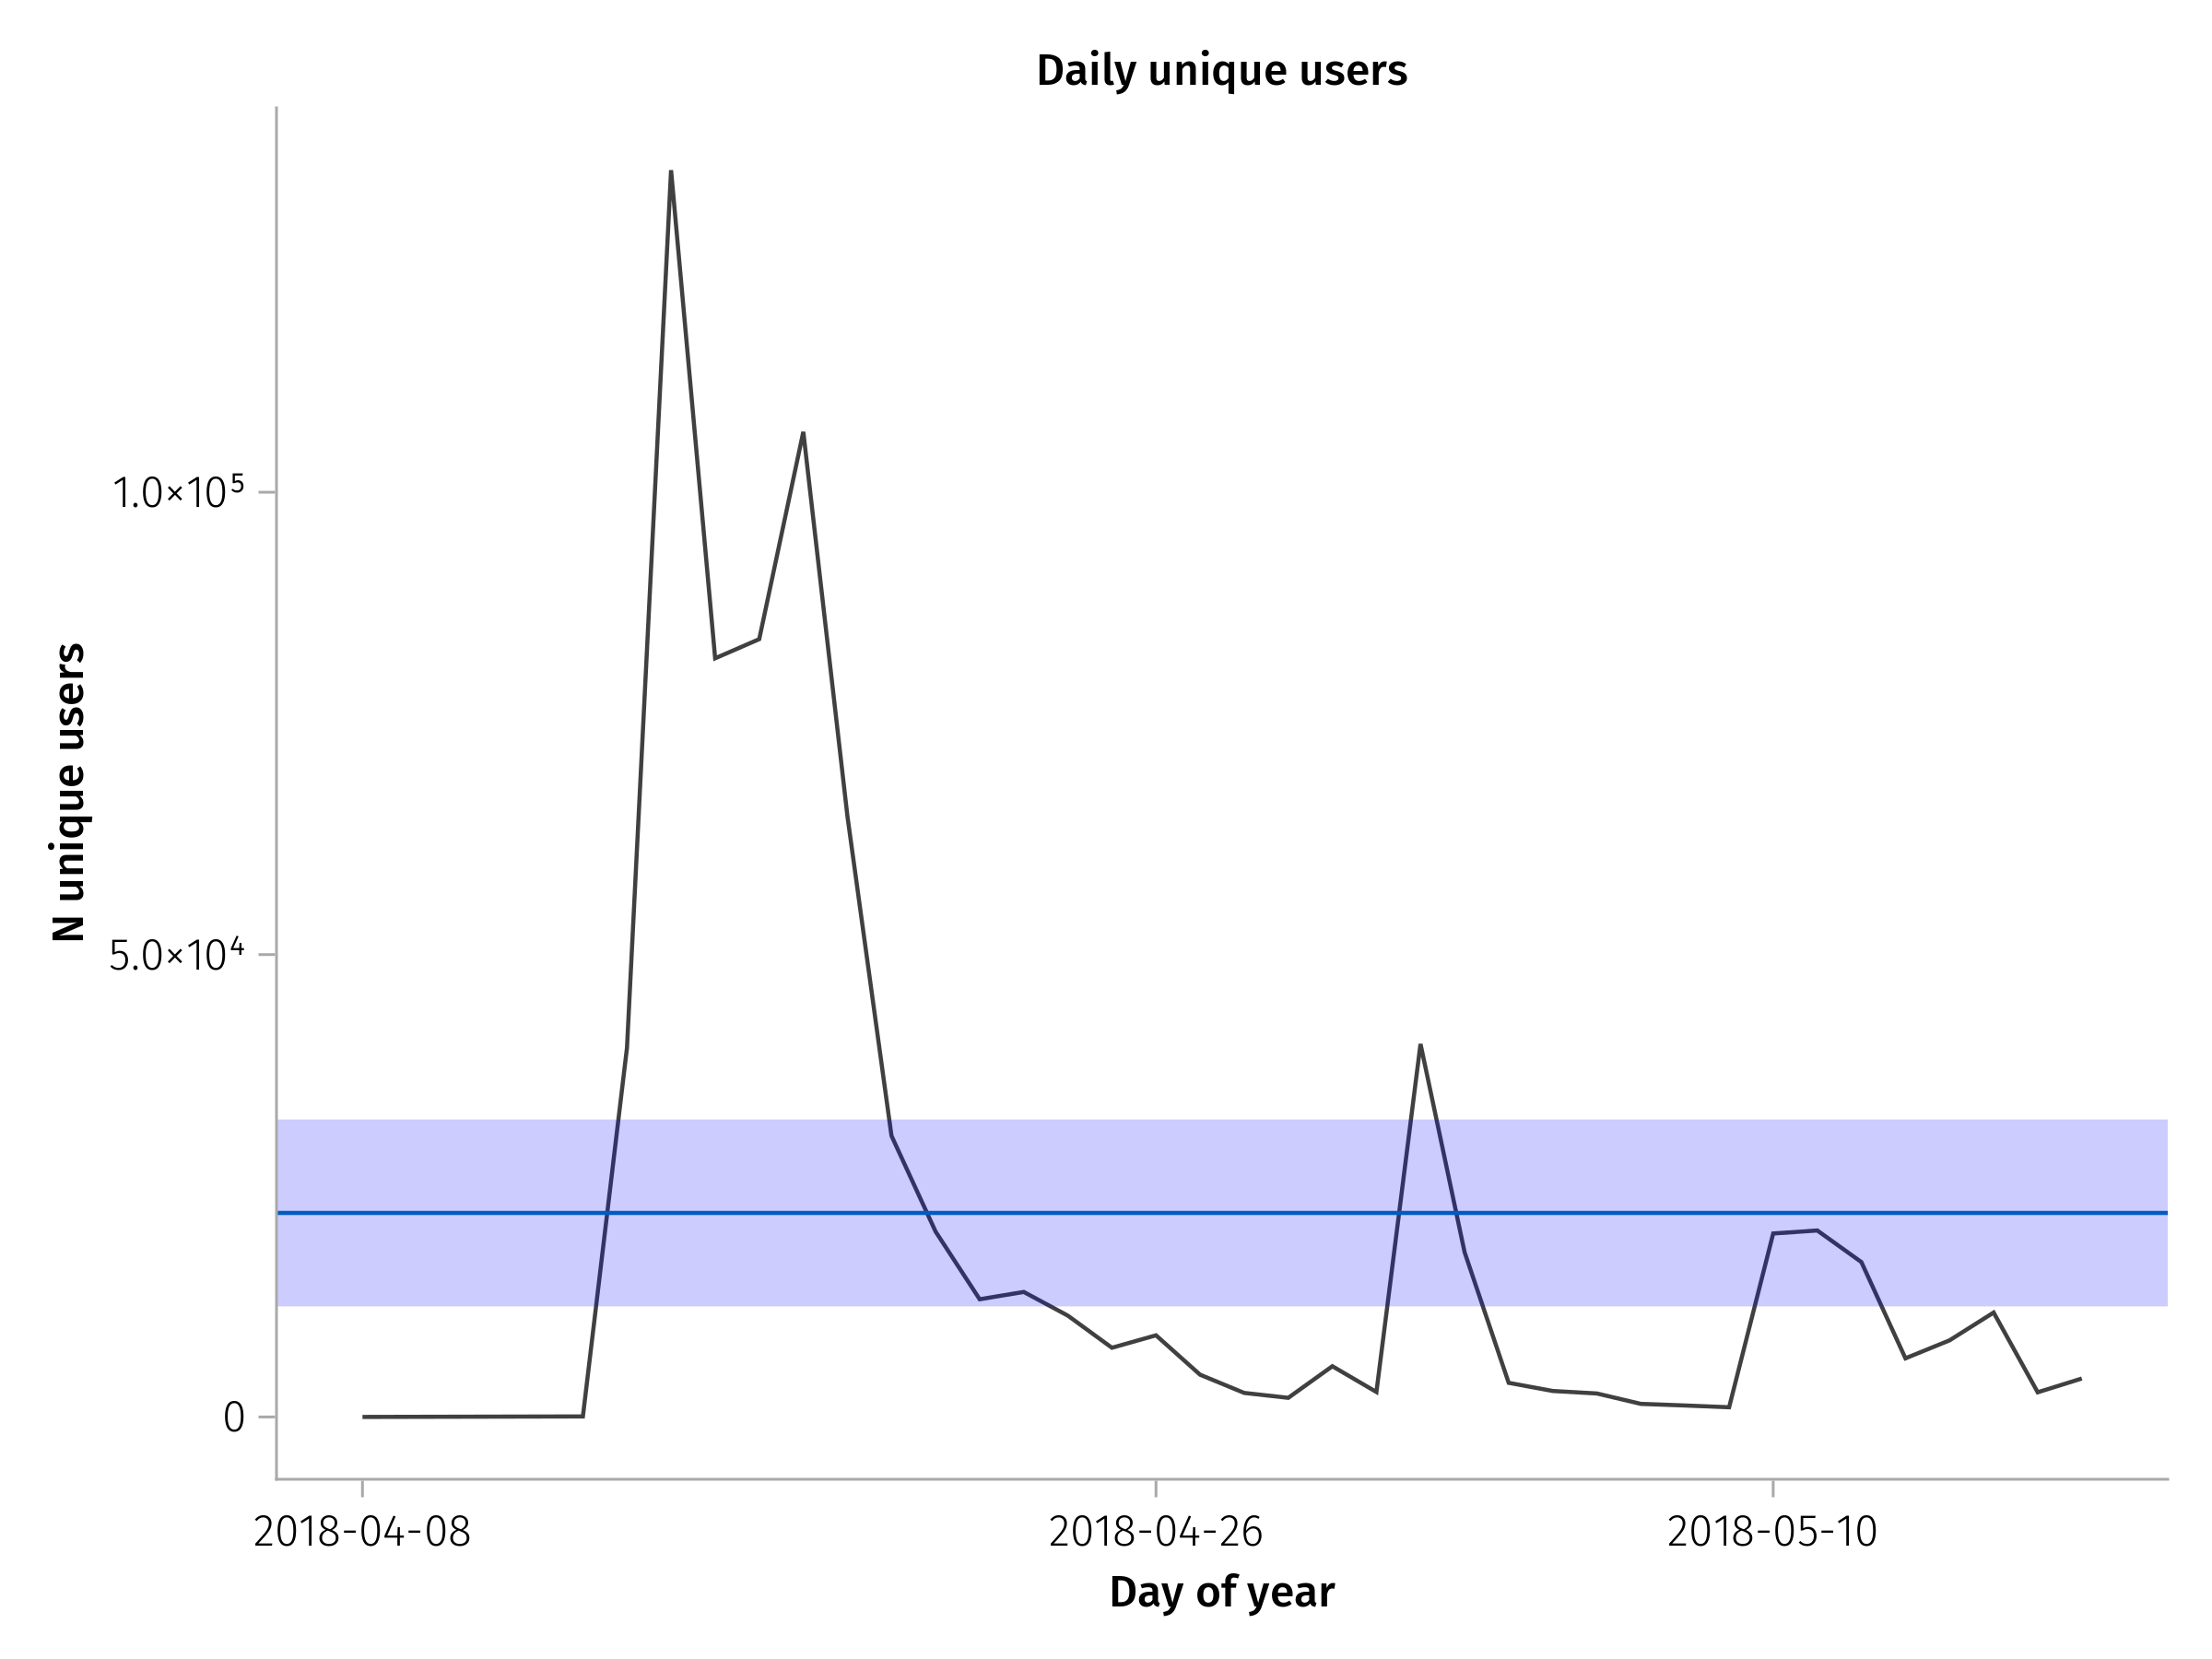 Daily unique users
N unique users
1.0×10⁵
5.0×10⁴
0
2018-04-08 2018-04-26 2018-05-10
Day of year